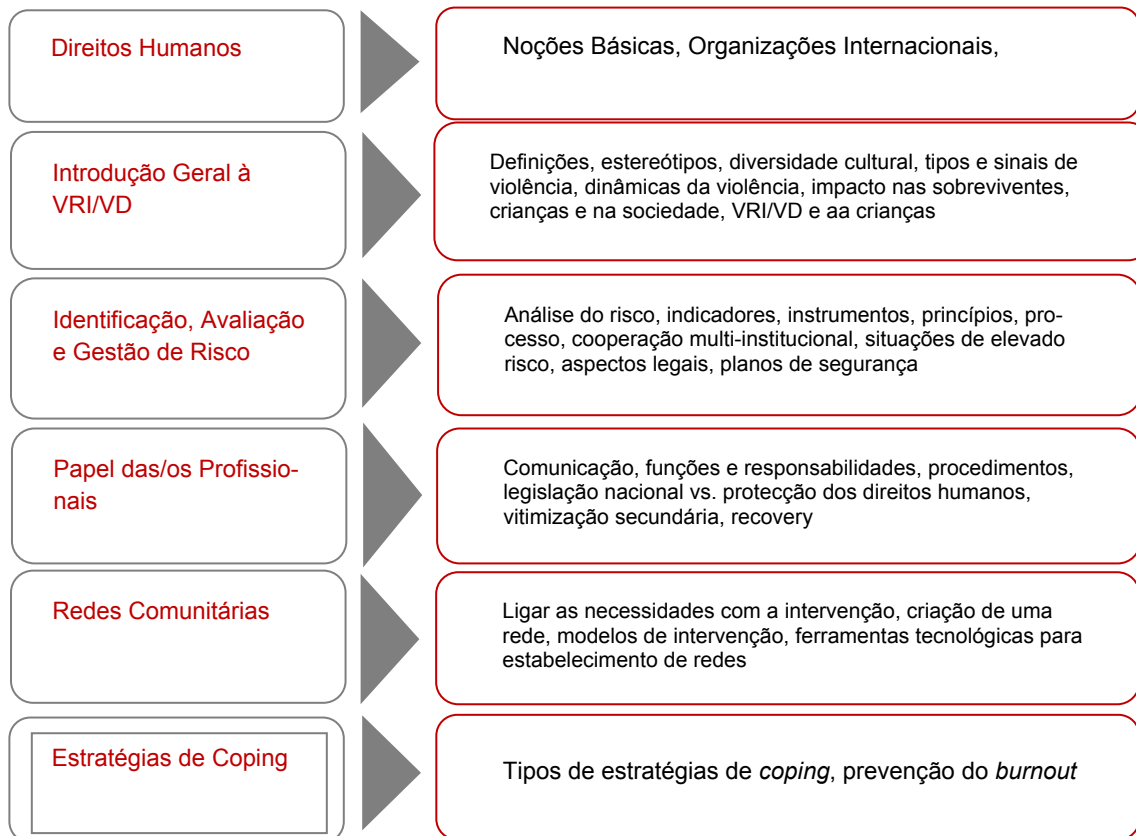 Direitos Humanos
Noções Básicas, Organizações Internacionais,
Introdução Geral à
VRI/VD
Definições, estereótipos, diversidade cultural, tipos e sinais de
violência, dinâmicas da violência, impacto nas sobreviventes,
crianças e na sociedade, VRI/VD e aa crianças
Identificação, Avaliação
e Gestão de Risco
Análise do risco, indicadores, instrumentos, princípios, pro-
cesso, cooperação multi-institucional, situações de elevado
risco, aspectos legais, planos de segurança
Papel das/os Profissio-
nais
Comunicação, funções e responsabilidades, procedimentos,
legislação nacional vs. protecção dos direitos humanos,
vitimização secundária, recovery
Redes Comunitárias
Ligar as necessidades com a intervenção, criação de uma
rede, modelos de intervenção, ferramentas tecnológicas para
estabelecimento de redes
Estratégias de Coping
Tipos de estratégias de coping, prevenção do burnout